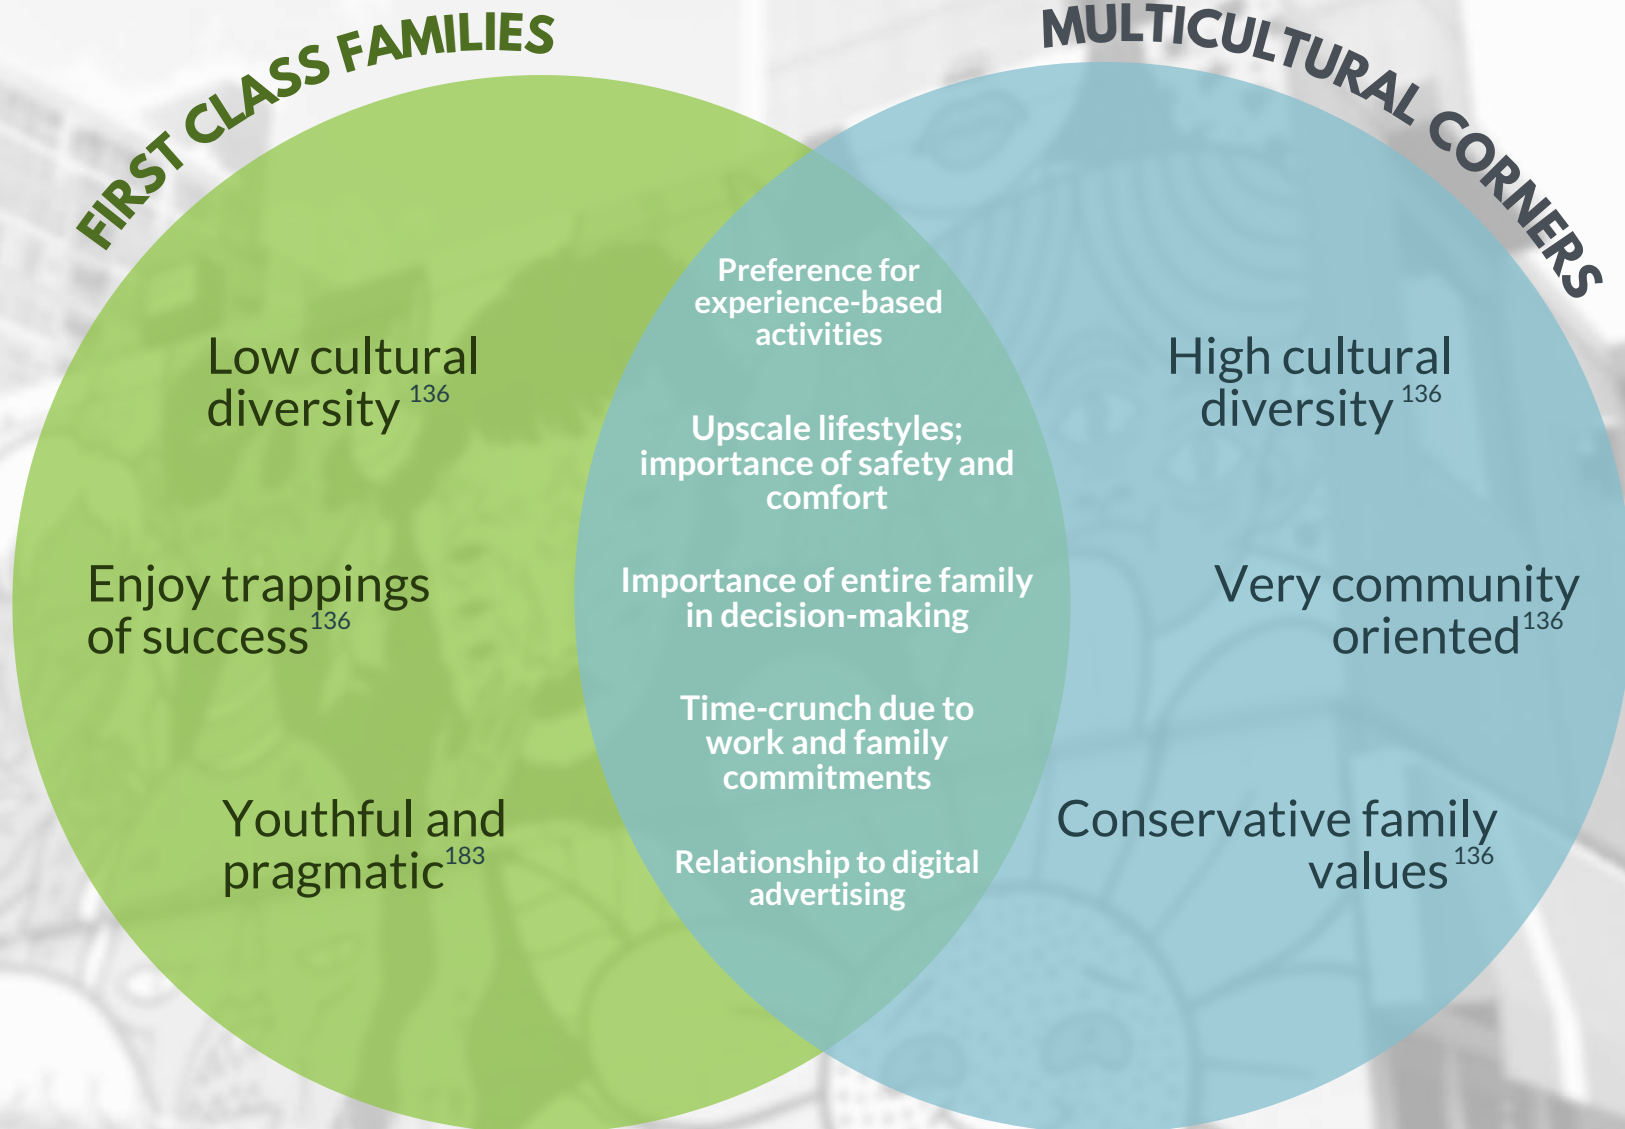 FIRST CLASS FAMILIES
Low cultural
diversity 136
Enjoy trappings
of success136
Youthful and
pragmatic183
Preference for
experience-based
activities
Upscale lifestyles;
importance of safety and
comfort
Importance of entire family
in decision-making
Time-crunch due to
work and family
commitments
Relationship to digital
advertising
MULTICULTURAL CORNERS
High cultural
diversity 136
Very community
oriented136
Conservative family
values 136